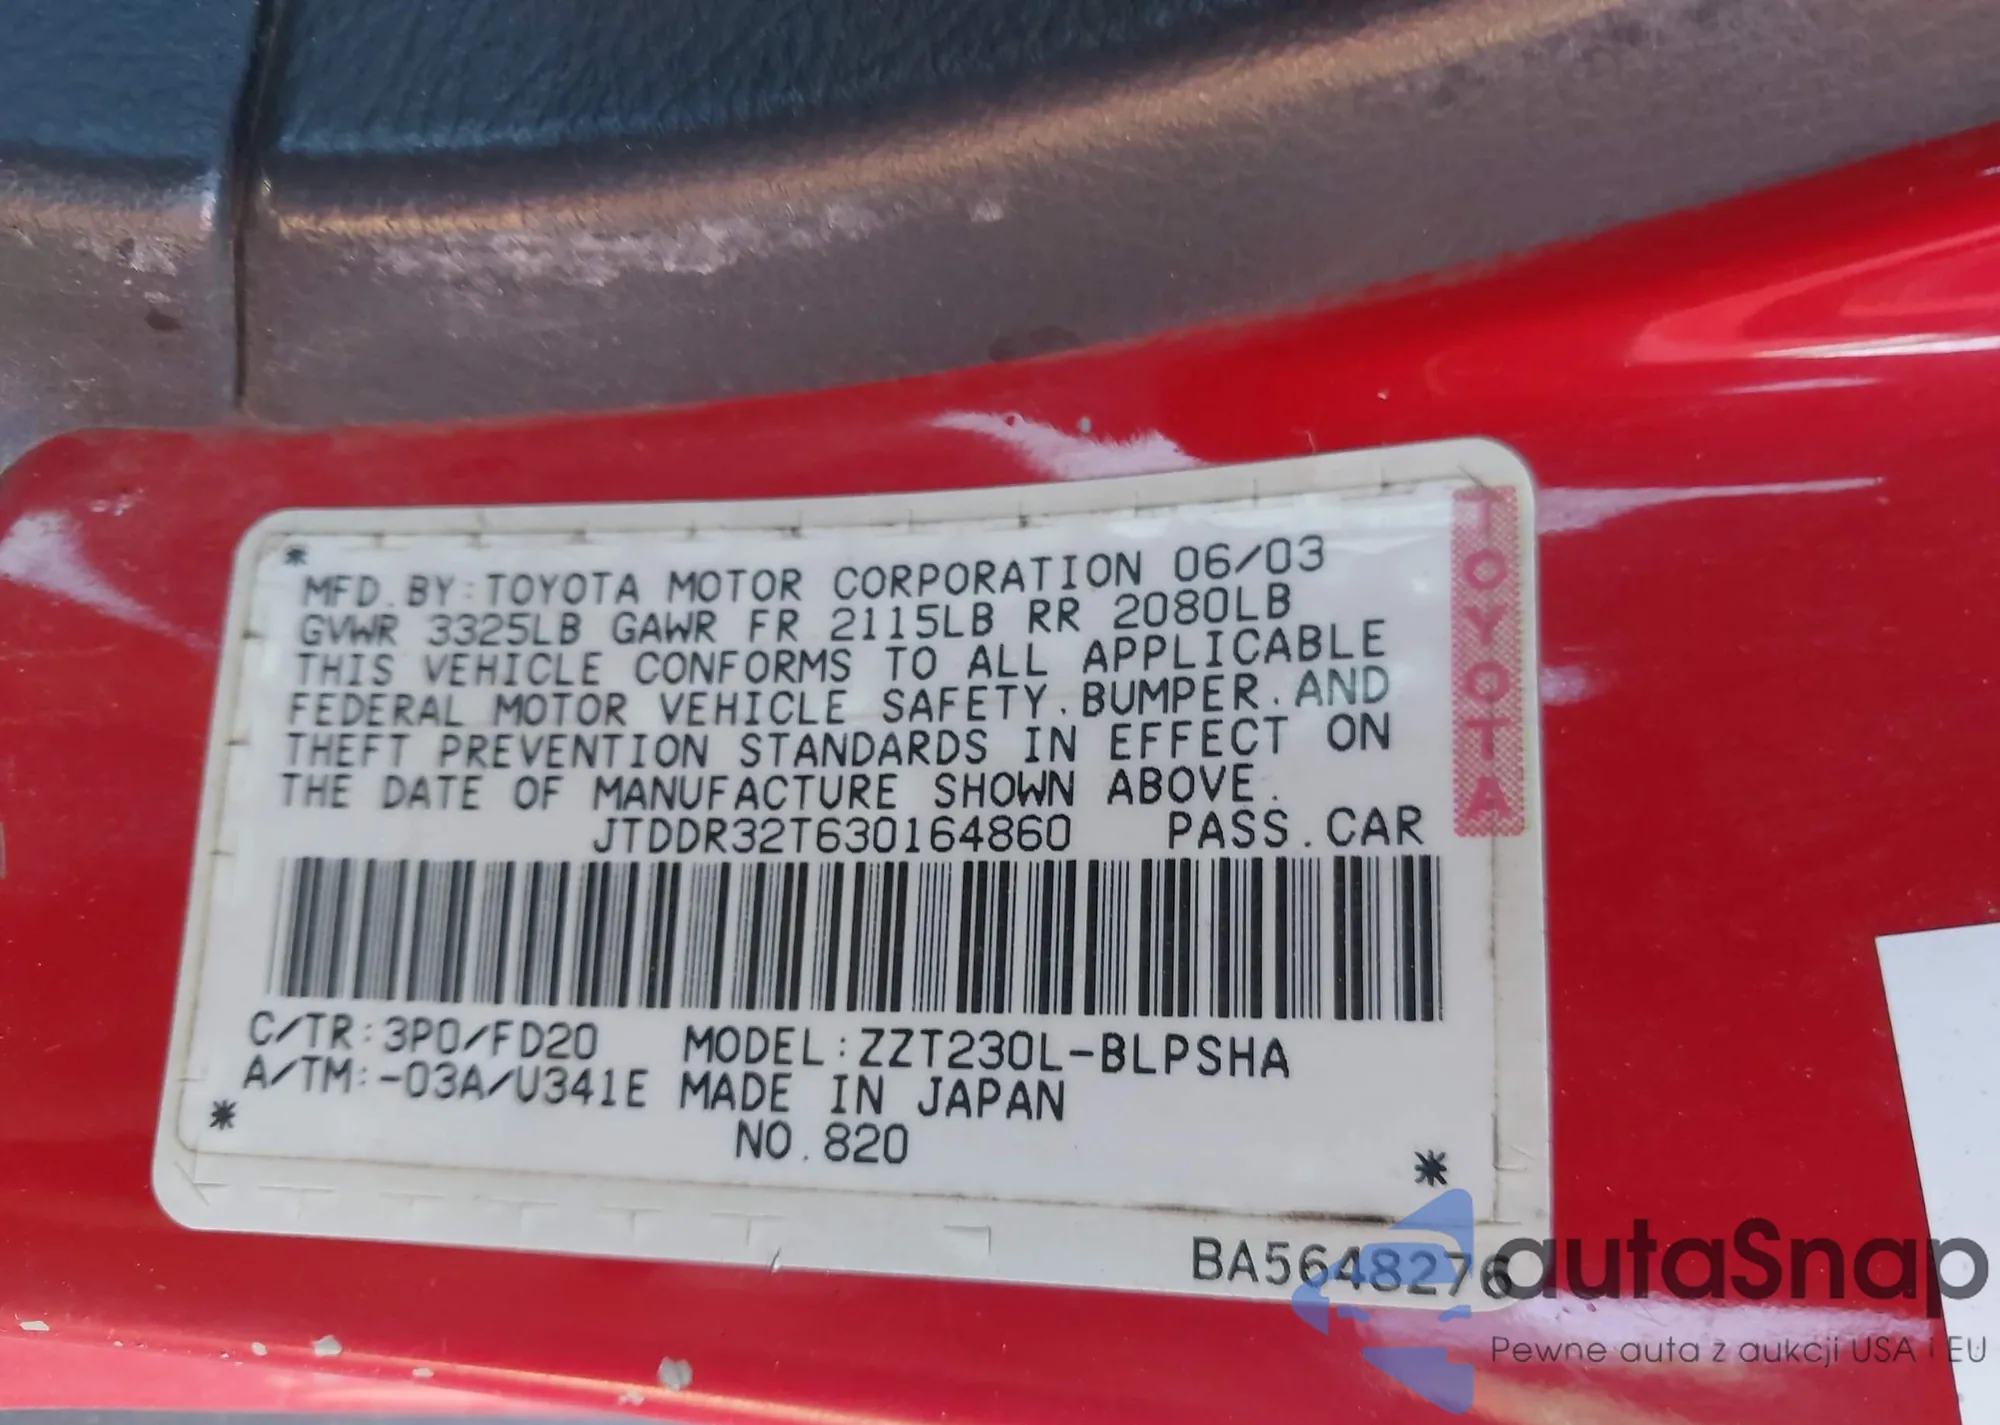 MFD.BY:TOYOTA MOTOR CORPORATION 06/03
GVWR 3325LB GAWR FR 2115LB RR 2080LB
THIS VEHICLE CONFORMS TO ALL APPLICABLE
FEDERAL MOTOR VEHICLE SAFETY.BUMPER.AND
THEFT PREVENTION STANDARDS IN EFFECT ON
THE DATE OF MANUFACTURE SHOWN ABOVE.
JTDDR32T630164860 PASS.CAR
C/TR:3P0/FD20 MODEL:ZZT230L-BLPSHA
A/TM:-03A/U341E MADE IN JAPAN
NO.820
TOYOTA
BA5648276
autaSnap
Pewne auta z aukcji USA i EU